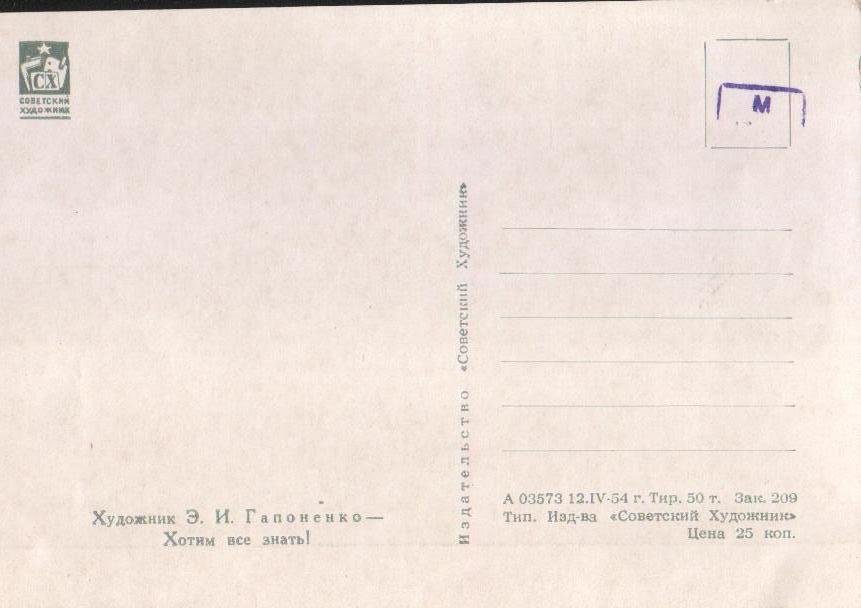 СХ
СОВЕТСКИЙ
ХУДОЖНИК
М
Издательство «Советский Художник»
Художник Э. И. Гапоненко—
Хотим все знать!
А 03573 12.IV-54 г. Тир. 50 т. Зак. 209
Тип. Изд-ва «Советский Художник»
Цена 25 коп.